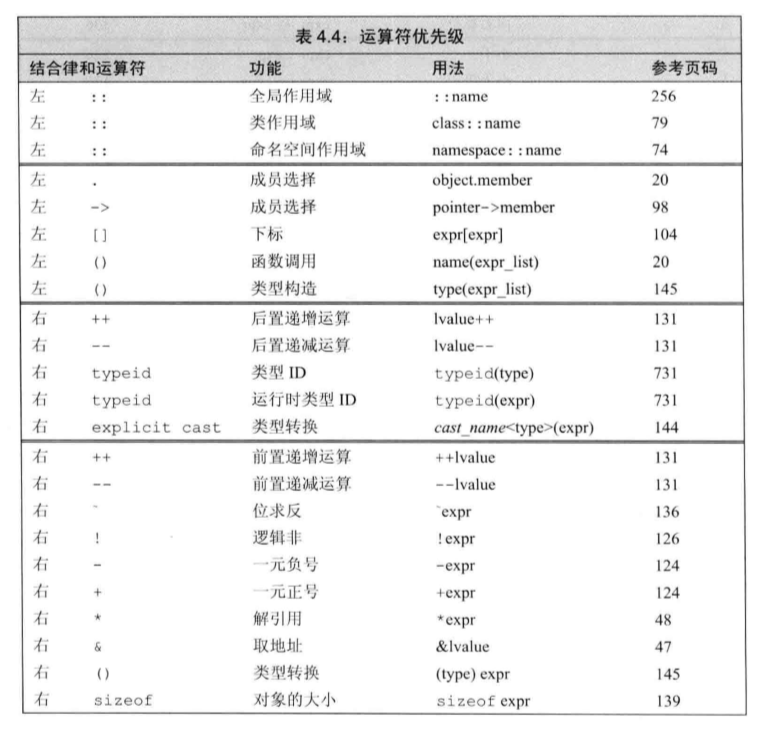 表 4.4：运算符优先级
结合律和运算符 功能 用法 参考页码
左 :: 全局作用域 ::name 256
左 :: 类作用域 class::name 79
左 :: 命名空间作用域 namespace::name 74
左 . 成员选择 object.member 20
左 -> 成员选择 pointer->member 98
左 [] 下标 expr[expr] 104
左 () 函数调用 name(expr_list) 20
左 () 类型构造 type(expr_list) 145
右 ++ 后置递增运算 lvalue++ 131
右 -- 后置递减运算 lvalue-- 131
右 typeid 类型 ID typeid(type) 731
右 typeid 运行时类型 ID typeid(expr) 731
右 explicit cast 类型转换 cast_name<type>(expr) 144
右 ++ 前置递增运算 ++lvalue 131
右 -- 前置递减运算 --lvalue 131
右 ~ 位求反 ~expr 136
右 ! 逻辑非 !expr 126
右 - 一元负号 -expr 124
右 + 一元正号 +expr 124
右 * 解引用 *expr 48
右 & 取地址 &lvalue 47
右 () 类型转换 (type) expr 145
右 sizeof 对象的大小 sizeof expr 139